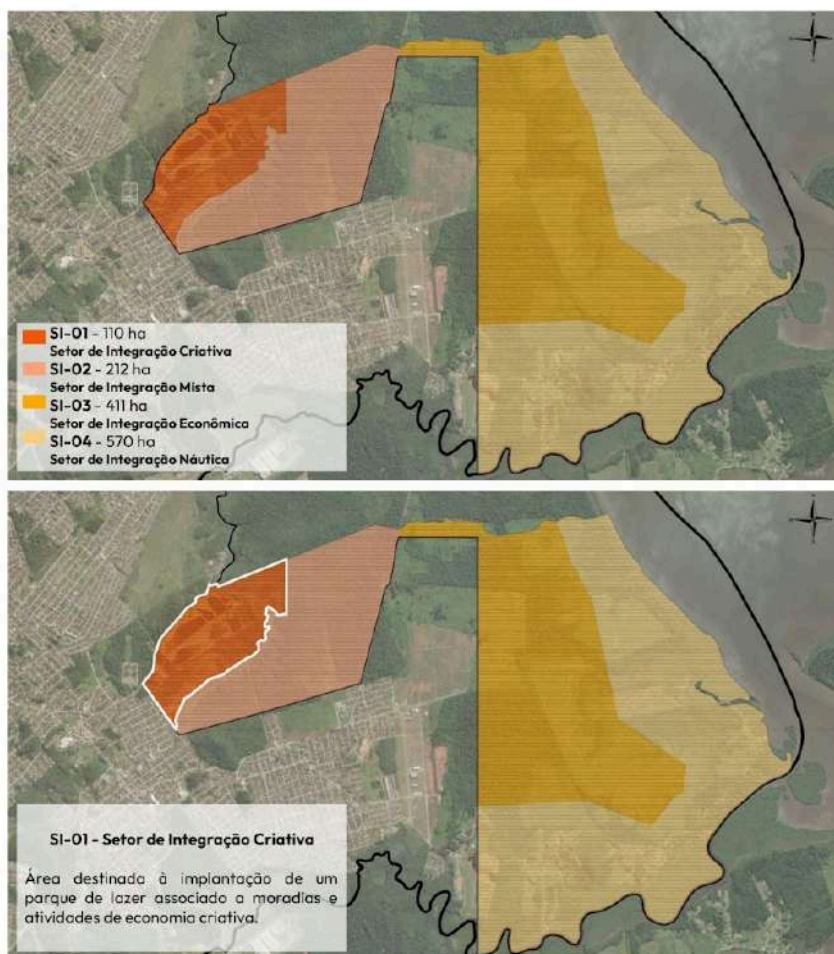 SI-01 - 110 ha
Setor de Integração Criativa
SI-02 - 212 ha
Setor de Integração Mista
SI-03 - 411 ha
Setor de Integração Econômica
SI-04 - 570 ha
Setor de Integração Náutica
SI-01 - Setor de Integração Criativa
Área destinada à implantação de um
parque de lazer associado a moradias e
atividades de economia criativa.